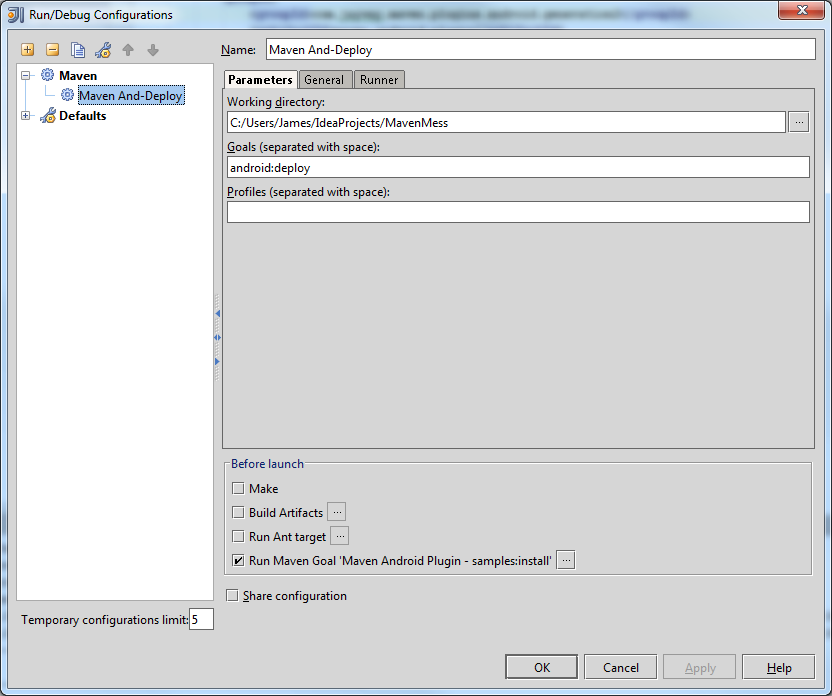 Run/Debug Configurations
Name: Maven And-Deploy
Maven
Maven And-Deploy
Defaults
Parameters General Runner
Working directory:
C:/Users/James/IdeaProjects/MavenMess ...
Goals (separated with space):
android:deploy
Profiles (separated with space):
Before launch
Make
Build Artifacts ...
Run Ant target ...
Run Maven Goal 'Maven Android Plugin - samples:install' ...
Share configuration
Temporary configurations limit: 5
OK Cancel Apply Help